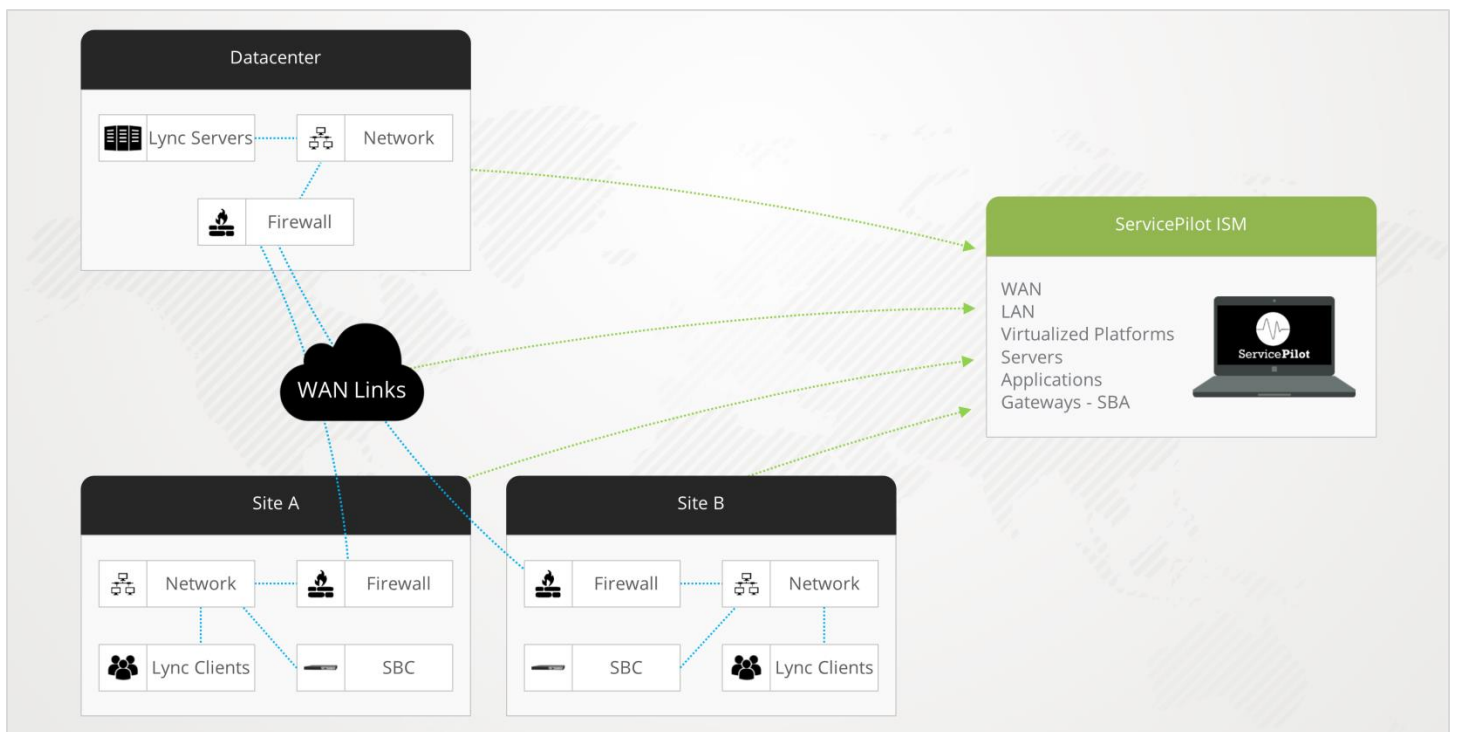 Datacenter
Lync Servers
Network
Firewall
ServicePilot ISM
WAN
LAN
Virtualized Platforms
Servers
Applications
Gateways - SBA
ServicePilot
WAN Links
Site A
Network
Firewall
Lync Clients
SBC
Site B
Firewall
Network
SBC
Lync Clients